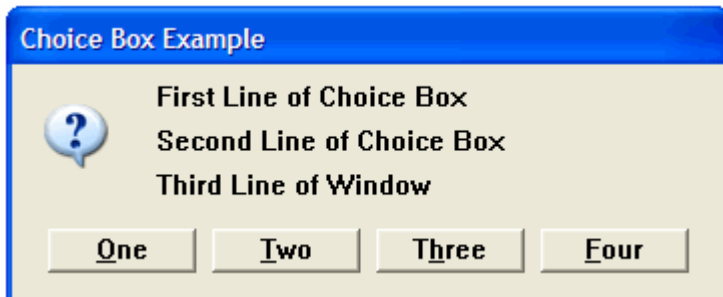 Choice Box Example
First Line of Choice Box
Second Line of Choice Box
Third Line of Window
One Two Three Four